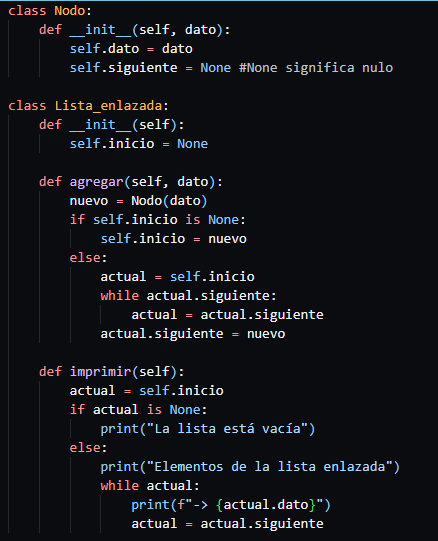 class Nodo:
    def __init__(self, dato):
        self.dato = dato
        self.siguiente = None #None significa nulo

class Lista_enlazada:
    def __init__(self):
        self.inicio = None

    def agregar(self, dato):
        nuevo = Nodo(dato)
        if self.inicio is None:
            self.inicio = nuevo
        else:
            actual = self.inicio
            while actual.siguiente:
                actual = actual.siguiente
            actual.siguiente = nuevo

    def imprimir(self):
        actual = self.inicio
        if actual is None:
            print("La lista está vacía")
        else:
            print("Elementos de la lista enlazada")
            while actual:
                print(f"-> {actual.dato}")
                actual = actual.siguiente